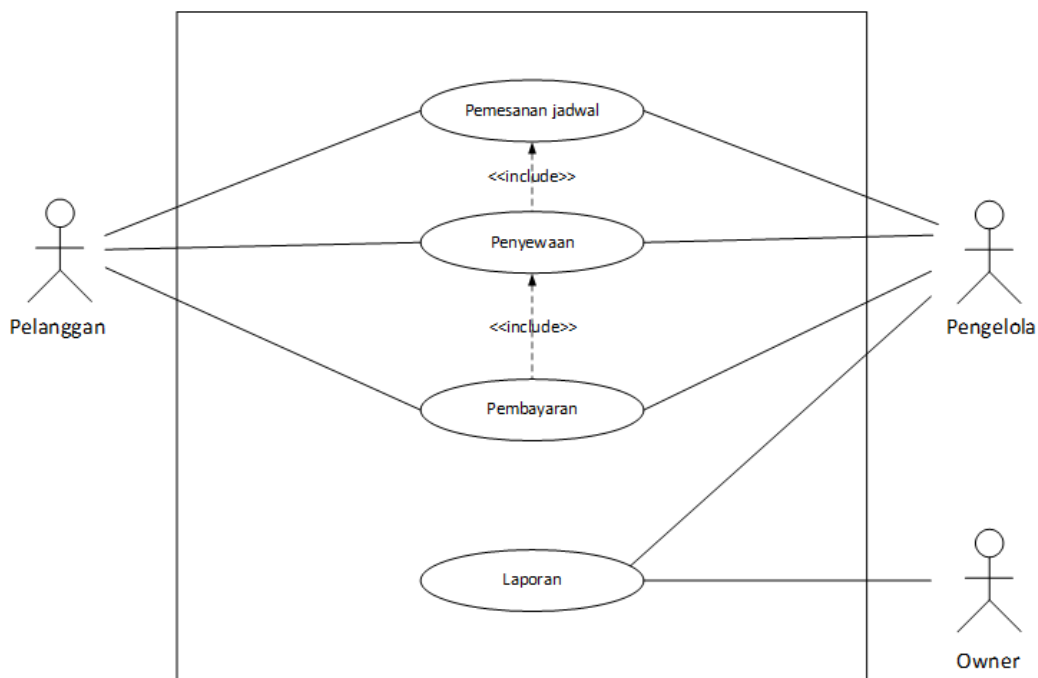 Pemesanan jadwal
<<include>>
Penyewaan
Pelanggan
<<include>>
Pengelola
Pembayaran
Laporan
Owner